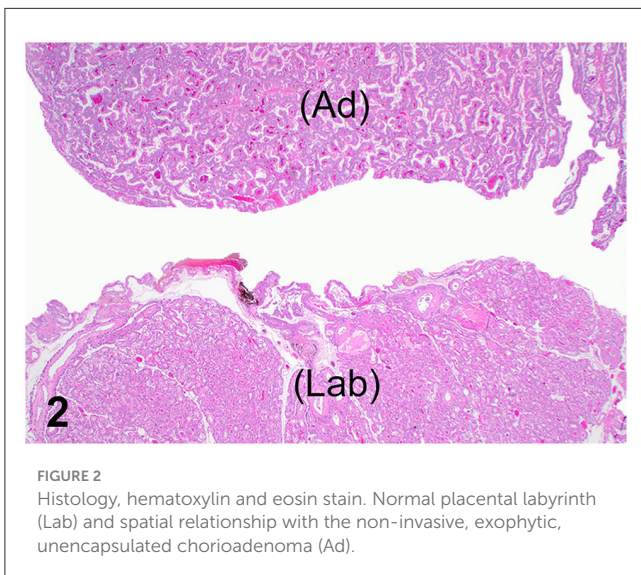 (Ad)
(Lab)
2
FIGURE 2
Histology, hematoxylin and eosin stain. Normal placental labyrinth
(Lab) and spatial relationship with the non-invasive, exophytic,
unencapsulated chorioadenoma (Ad).